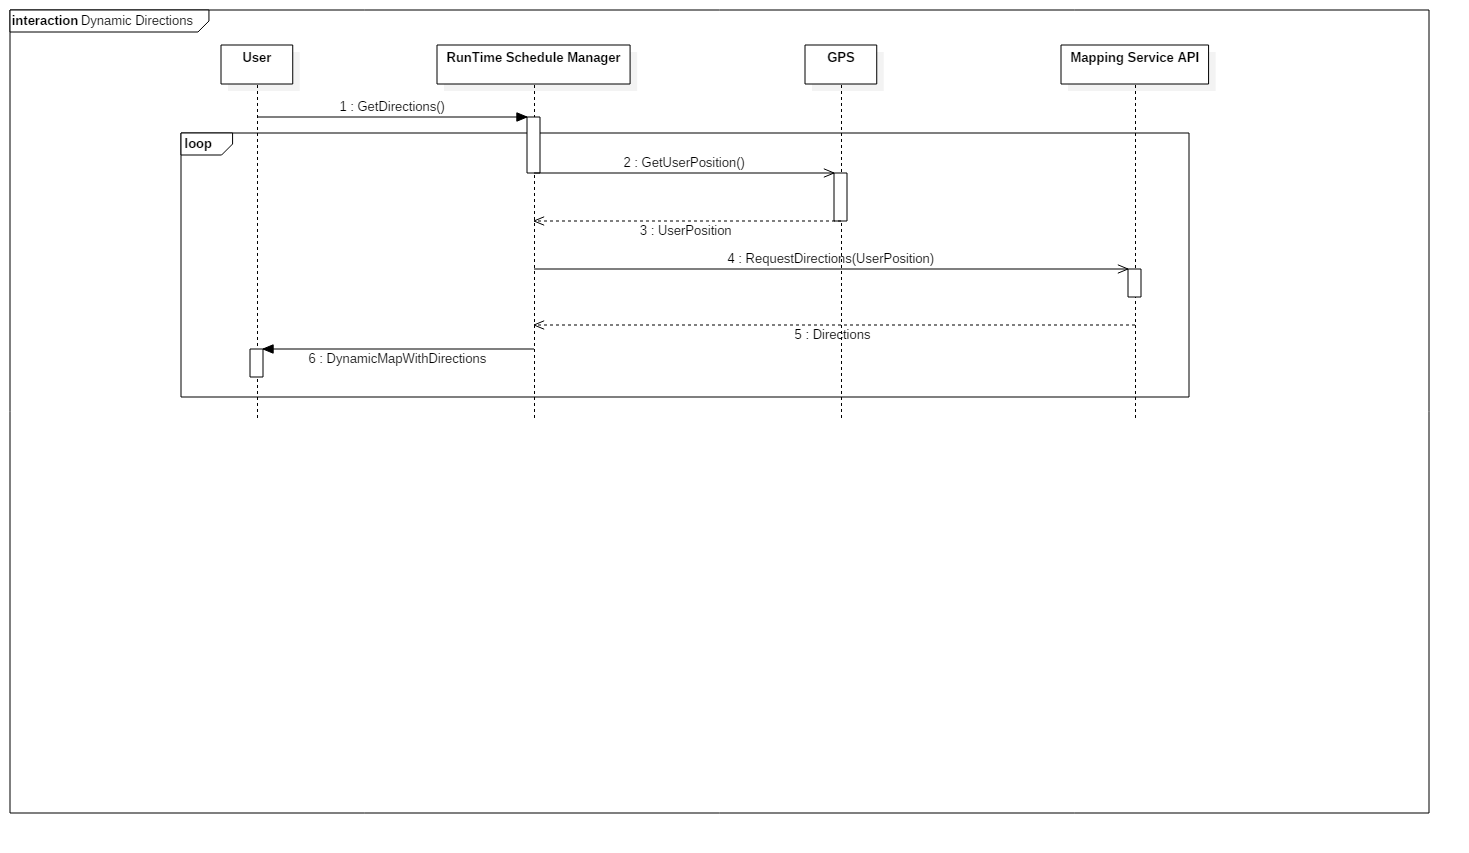 interaction Dynamic Directions
User
RunTime Schedule Manager
GPS
Mapping Service API
1 : GetDirections()
loop
2 : GetUserPosition()
3 : UserPosition
4 : RequestDirections(UserPosition)
5 : Directions
6 : DynamicMapWithDirections